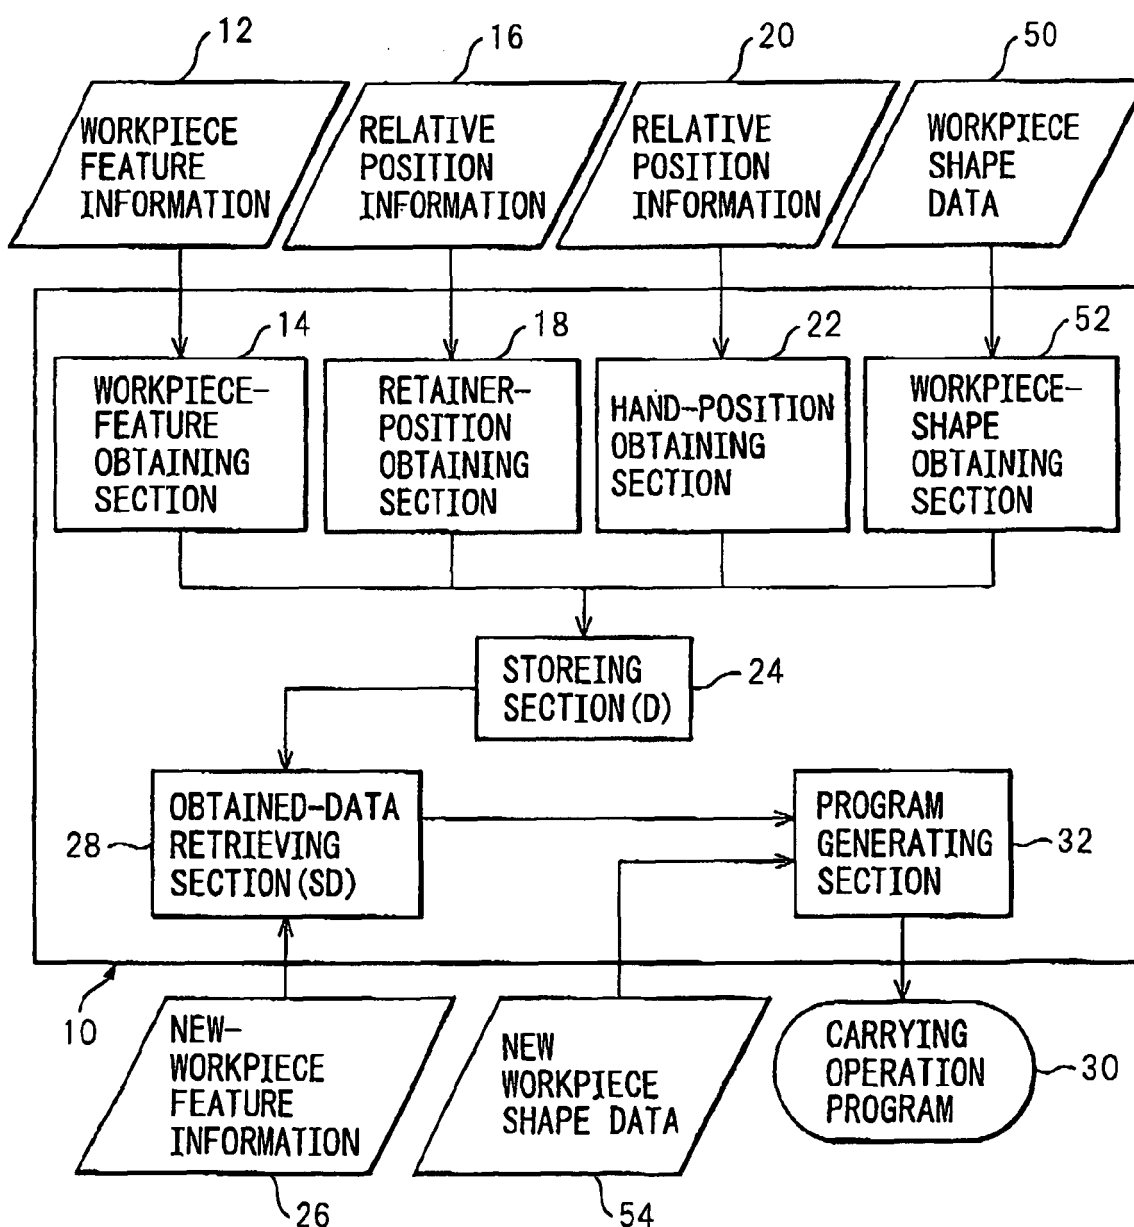 12
16
20
50
WORKPIECE
FEATURE
INFORMATION
RELATIVE
POSITION
INFORMATION
RELATIVE
POSITION
INFORMATION
WORKPIECE
SHAPE
DATA
14
18
22
52
WORKPIECE-
FEATURE
OBTAINING
SECTION
RETAINER-
POSITION
OBTAINING
SECTION
HAND-POSITION
OBTAINING
SECTION
WORKPIECE-
SHAPE
OBTAINING
SECTION
STOREING
SECTION(D)
24
OBTAINED-DATA
RETRIEVING
SECTION(SD)
28
PROGRAM
GENERATING
SECTION
32
10
NEW-
WORKPIECE
FEATURE
INFORMATION
26
NEW
WORKPIECE
SHAPE DATA
54
CARRYING
OPERATION
PROGRAM
30